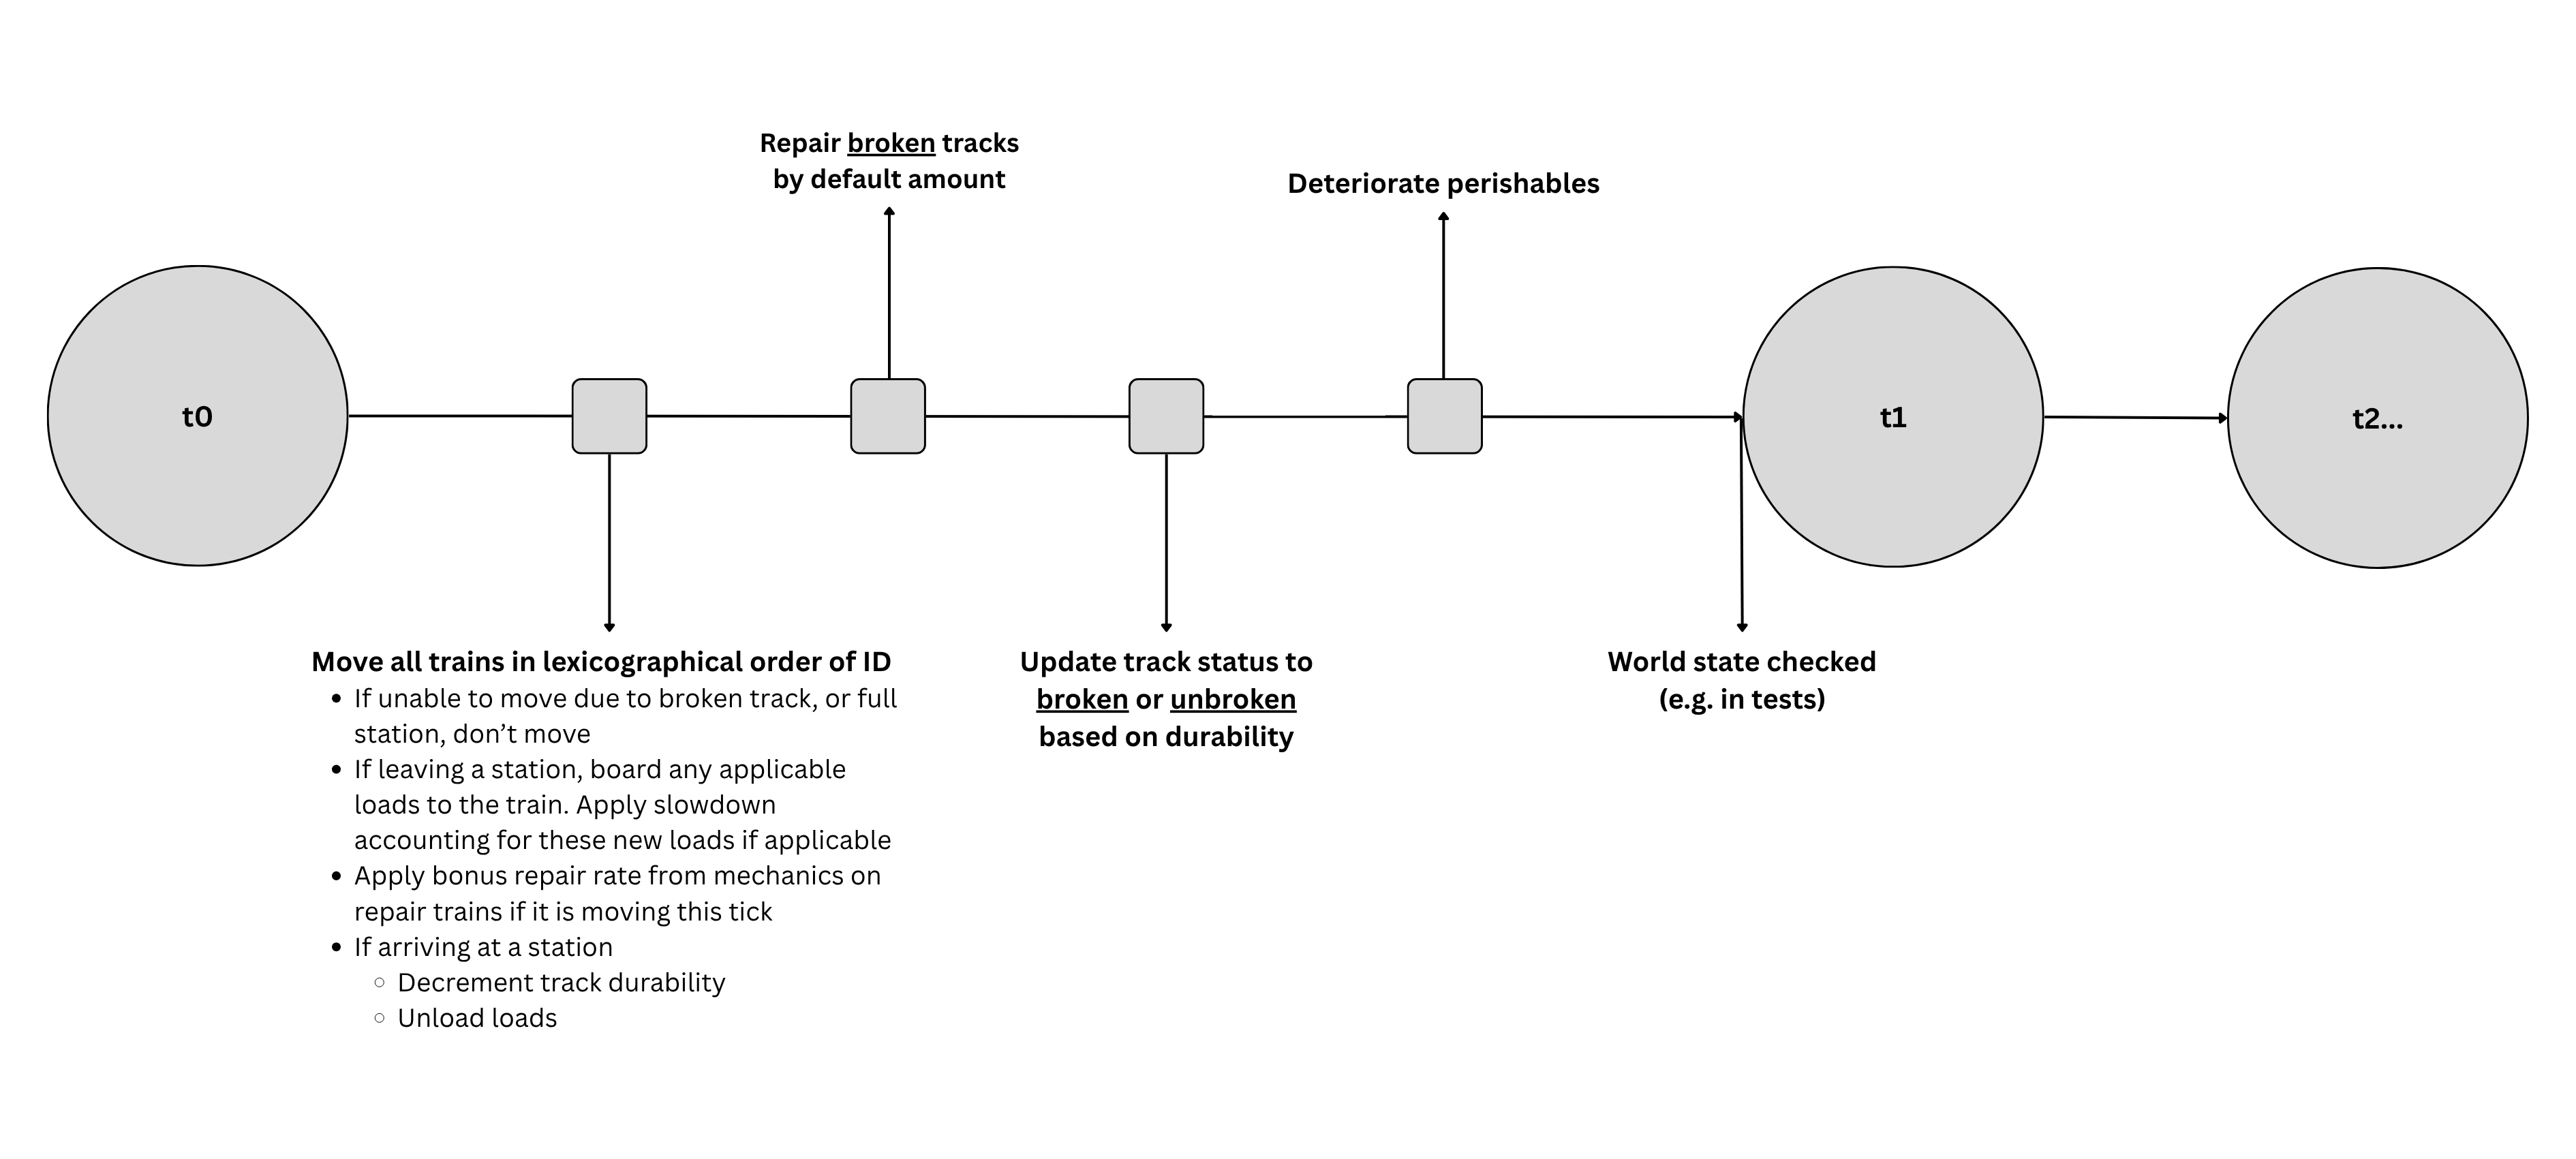 Repair broken tracks
by default amount
Deteriorate perishables
t0
t1
t2...
Move all trains in lexicographical order of ID
• If unable to move due to broken track, or full
station, don’t move
• If leaving a station, board any applicable
loads to the train. Apply slowdown
accounting for these new loads if applicable
• Apply bonus repair rate from mechanics on
repair trains if it is moving this tick
• If arriving at a station
○ Decrement track durability
○ Unload loads
Update track status to
broken or unbroken
based on durability
World state checked
(e.g. in tests)